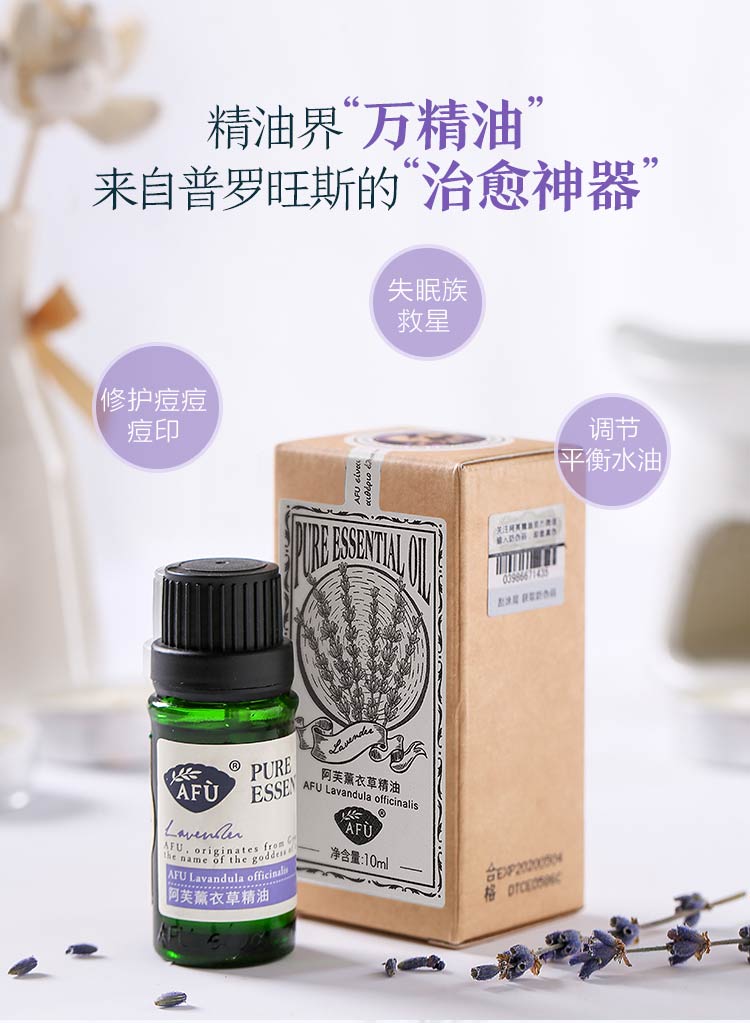 精油界“万精油”
来自普罗旺斯的“治愈神器”
失眠族
救星
修护痘痘
痘印
调节
平衡水油
PURE ESSENTIAL OIL
Lavender
阿芙薰衣草精油
AFU Lavandula officinalis
AFÙ®
净含量:10ml
03986671435
合格
EXP20200504
AFÙ®
PURE
ESSEN
Lavender
AFU, originates from
the name of the goddess of
AFU Lavandula officinalis
阿芙薰衣草精油